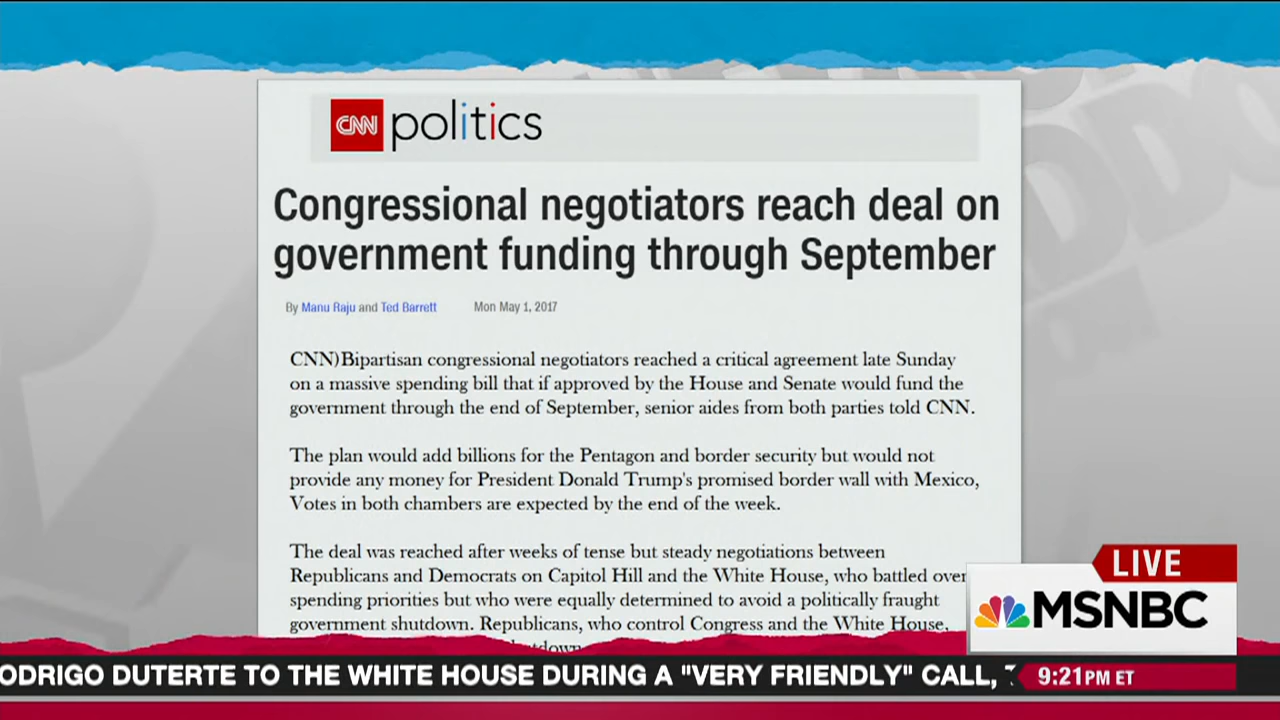 CNN politics
Congressional negotiators reach deal on
government funding through September
By Manu Raju and Ted Barrett Mon May 1, 2017
CNN)Bipartisan congressional negotiators reached a critical agreement late Sunday
on a massive spending bill that if approved by the House and Senate would fund the
government through the end of September, senior aides from both parties told CNN.
The plan would add billions for the Pentagon and border security but would not
provide any money for President Donald Trump's promised border wall with Mexico,
Votes in both chambers are expected by the end of the week.
The deal was reached after weeks of tense but steady negotiations between
Republicans and Democrats on Capitol Hill and the White House, who battled over
spending priorities but who were equally determined to avoid a politically fraught
government shutdown. Republicans, who control Congress and the White House,
LIVE
MSNBC
ODRIGO DUTERTE TO THE WHITE HOUSE DURING A "VERY FRIENDLY" CALL,
9:21PM ET